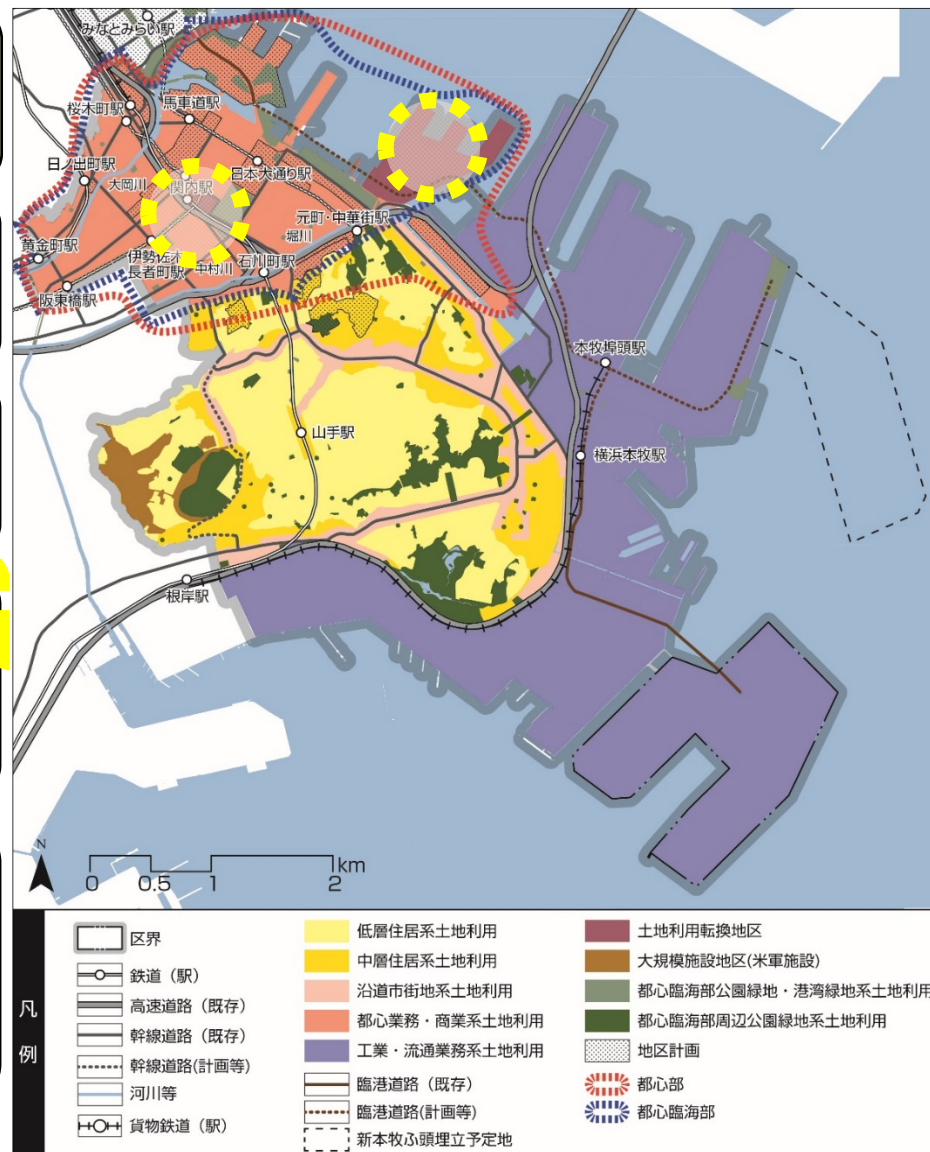 みなとみらい駅
桜木町駅
馬車道駅
日ノ出町駅
大岡川
関内駅
日本大通り駅
元町・中華街駅
堀川
黄金町駅
伊勢佐木
長者町駅
中村川
石川町駅
阪東橋駅
本牧埠頭駅
山手駅
横浜本牧駅
根岸駅
N
0 0.5 1 2
km
凡例
区界
鉄道（駅）
高速道路（既存）
幹線道路（既存）
幹線道路(計画等)
河川等
貨物鉄道（駅）
低層住居系土地利用
中層住居系土地利用
沿道市街地系土地利用
都心業務・商業系土地利用
工業・流通業務系土地利用
臨港道路（既存）
臨港道路(計画等)
新本牧ふ頭埋立予定地
土地利用転換地区
大規模施設地区(米軍施設)
都心臨海部公園緑地・港湾緑地系土地利用
都心臨海部周辺公園緑地系土地利用
地区計画
都心部
都心臨海部